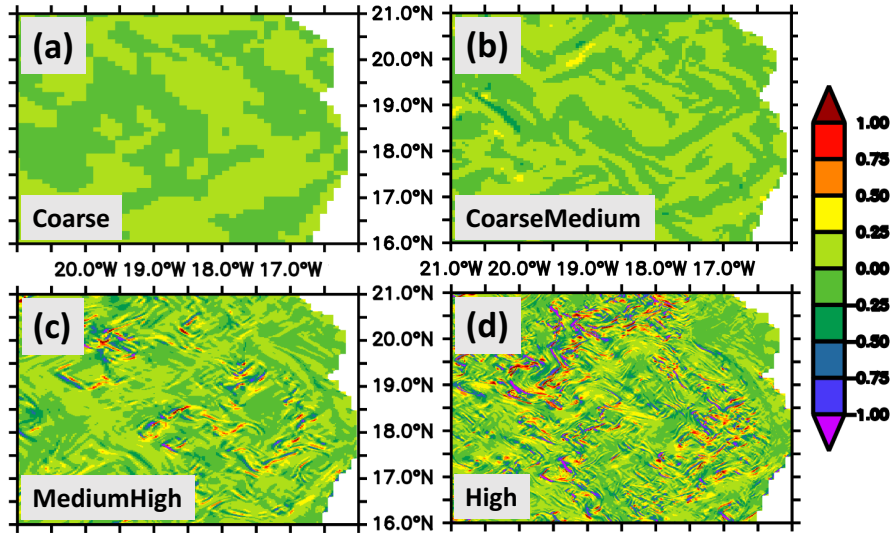 (a)
Coarse
21.0°N
20.0°N
19.0°N
18.0°N
17.0°N
16.0°N
(b)
CoarseMedium
20.0°W 19.0°W 18.0°W 17.0°W
21.0°W 20.0°W 19.0°W 18.0°W 17.0°W
(c)
MediumHigh
21.0°N
20.0°N
19.0°N
18.0°N
17.0°N
16.0°N
(d)
High
1.00
0.75
0.50
0.25
0.00
-0.25
-0.50
-0.75
-1.00